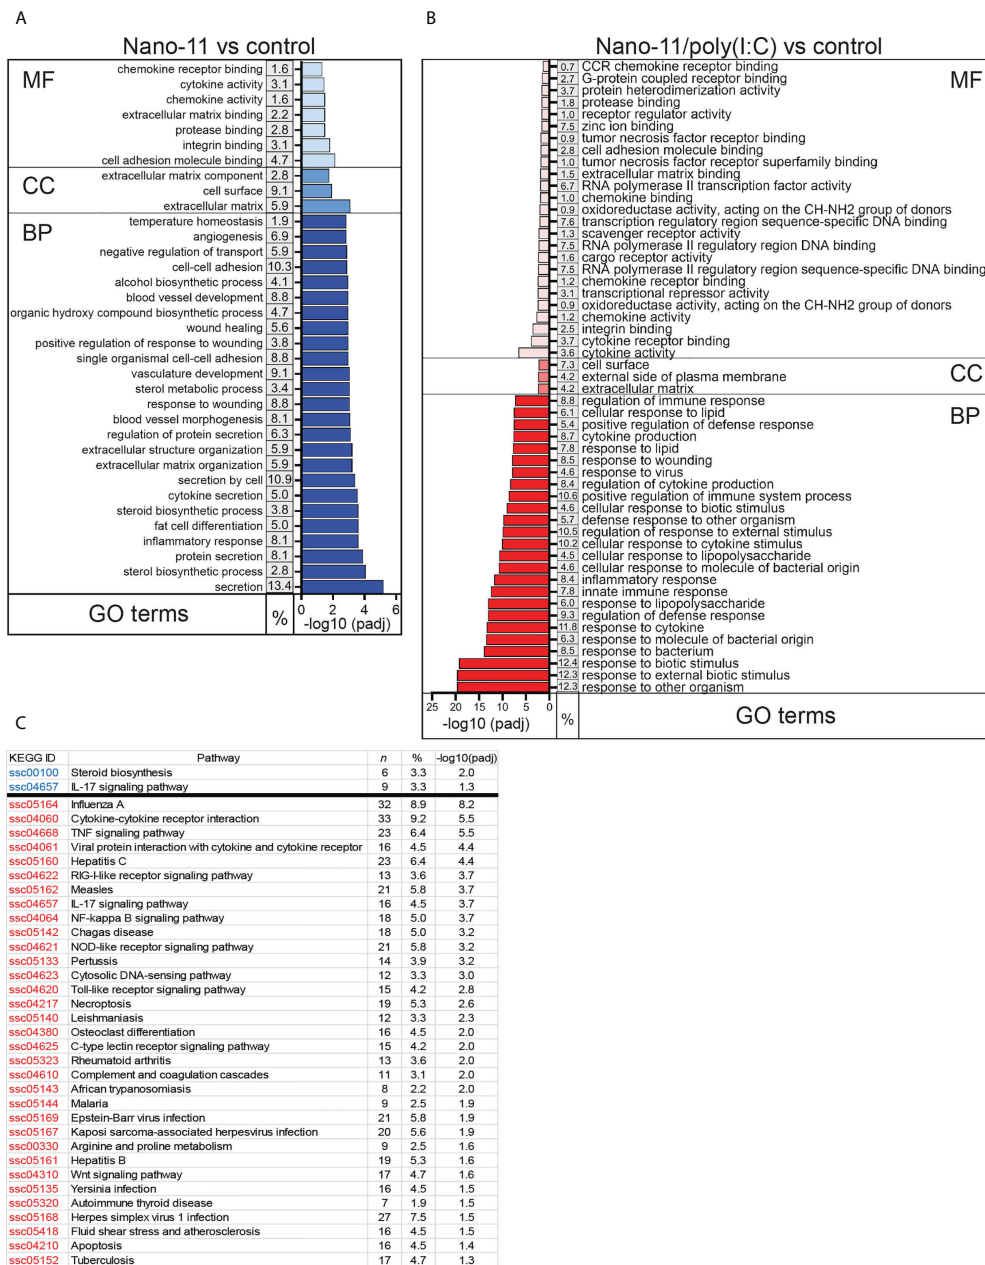 A
Nano-11 vs control
MF
chemokine receptor binding 1.6
cytokine activity 3.1
chemokine activity 1.6
extracellular matrix binding 2.2
protease binding 2.8
integrin binding 3.1
cell adhesion molecule binding 4.7
CC
extracellular matrix component 2.8
cell surface 9.1
extracellular matrix 5.9
BP
temperature homeostasis 1.9
angiogenesis 6.9
negative regulation of transport 5.9
cell-cell adhesion 10.3
alcohol biosynthetic process 4.1
blood vessel development 8.8
organic hydroxy compound biosynthetic process 4.7
wound healing 5.6
positive regulation of response to wounding 3.8
single organismal cell-cell adhesion 8.8
vasculature development 9.1
sterol metabolic process 3.4
response to wounding 8.8
blood vessel morphogenesis 8.1
regulation of protein secretion 6.3
extracellular structure organization 5.9
extracellular matrix organization 5.9
secretion by cell 10.9
cytokine secretion 5.0
steroid biosynthetic process 3.8
fat cell differentiation 5.0
inflammatory response 8.1
protein secretion 8.1
sterol biosynthetic process 2.8
secretion 13.4
GO terms % 0 2 4 6
-log10 (padj)
B
Nano-11/poly(I:C) vs control
MF
0.7 CCR chemokine receptor binding
2.7 G-protein coupled receptor binding
3.7 protein heterodimerization activity
1.8 protease binding
1.0 receptor regulator activity
7.5 zinc ion binding
0.9 tumor necrosis factor receptor binding
2.8 cell adhesion molecule binding
1.0 tumor necrosis factor receptor superfamily binding
1.5 extracellular matrix binding
6.7 RNA polymerase II transcription factor activity
1.0 chemokine binding
0.9 oxidoreductase activity, acting on the CH-NH2 group of donors
7.6 transcription regulatory region sequence-specific DNA binding
1.3 scavenger receptor activity
7.5 RNA polymerase II regulatory region DNA binding
1.6 cargo receptor activity
7.5 RNA polymerase II regulatory region sequence-specific DNA binding
1.2 chemokine receptor binding
3.1 transcriptional repressor activity
0.9 oxidoreductase activity, acting on the CH-NH2 group of donors
1.2 chemokine activity
2.5 integrin binding
3.7 cytokine receptor binding
3.6 cytokine activity
CC
7.3 cell surface
4.2 external side of plasma membrane
4.2 extracellular matrix
BP
8.8 regulation of immune response
6.1 cellular response to lipid
5.4 positive regulation of defense response
8.7 cytokine production
7.8 response to lipid
8.5 response to wounding
4.6 response to virus
8.4 regulation of cytokine production
10.6 positive regulation of immune system process
4.6 cellular response to biotic stimulus
5.7 defense response to other organism
10.5 regulation of response to external stimulus
10.2 cellular response to cytokine stimulus
4.5 cellular response to lipopolysaccharide
4.6 cellular response to molecule of bacterial origin
8.4 inflammatory response
7.8 innate immune response
6.0 response to lipopolysaccharide
9.3 regulation of defense response
11.8 response to cytokine
6.3 response to molecule of bacterial origin
8.5 response to bacterium
12.4 response to biotic stimulus
12.3 response to external biotic stimulus
12.3 response to other organism
25 20 15 10 5 0
-log10 (padj) % GO terms
C
KEGG ID Pathway n % -log10(padj)
ssc00100 Steroid biosynthesis 6 3.3 2.0
ssc04657 IL-17 signaling pathway 9 3.3 1.3
ssc05164 Influenza A 32 8.9 8.2
ssc04060 Cytokine-cytokine receptor interaction 33 9.2 5.5
ssc04668 TNF signaling pathway 23 6.4 5.5
ssc04061 Viral protein interaction with cytokine and cytokine receptor 16 4.5 4.4
ssc05160 Hepatitis C 23 6.4 4.4
ssc04622 RIG-I-like receptor signaling pathway 13 3.6 3.7
ssc05162 Measles 21 5.8 3.7
ssc04657 IL-17 signaling pathway 16 4.5 3.7
ssc04064 NF-kappa B signaling pathway 18 5.0 3.7
ssc05142 Chagas disease 18 5.0 3.2
ssc04621 NOD-like receptor signaling pathway 21 5.8 3.2
ssc05133 Pertussis 14 3.9 3.2
ssc04623 Cytosolic DNA-sensing pathway 12 3.3 3.0
ssc04620 Toll-like receptor signaling pathway 15 4.2 2.8
ssc04217 Necroptosis 19 5.3 2.6
ssc05140 Leishmaniasis 12 3.3 2.3
ssc04380 Osteoclast differentiation 16 4.5 2.0
ssc04625 C-type lectin receptor signaling pathway 15 4.2 2.0
ssc05323 Rheumatoid arthritis 13 3.6 2.0
ssc04610 Complement and coagulation cascades 11 3.1 2.0
ssc05143 African trypanosomiasis 8 2.2 2.0
ssc05144 Malaria 9 2.5 1.9
ssc05169 Epstein-Barr virus infection 21 5.8 1.9
ssc05167 Kaposi sarcoma-associated herpesvirus infection 20 5.6 1.9
ssc00330 Arginine and proline metabolism 9 2.5 1.6
ssc05161 Hepatitis B 19 5.3 1.6
ssc04310 Wnt signaling pathway 17 4.7 1.6
ssc05135 Yersinia infection 16 4.5 1.5
ssc05320 Autoimmune thyroid disease 7 1.9 1.5
ssc05168 Herpes simplex virus 1 infection 27 7.5 1.5
ssc05418 Fluid shear stress and atherosclerosis 16 4.5 1.5
ssc04210 Apoptosis 16 4.5 1.4
ssc05152 Tuberculosis 17 4.7 1.3